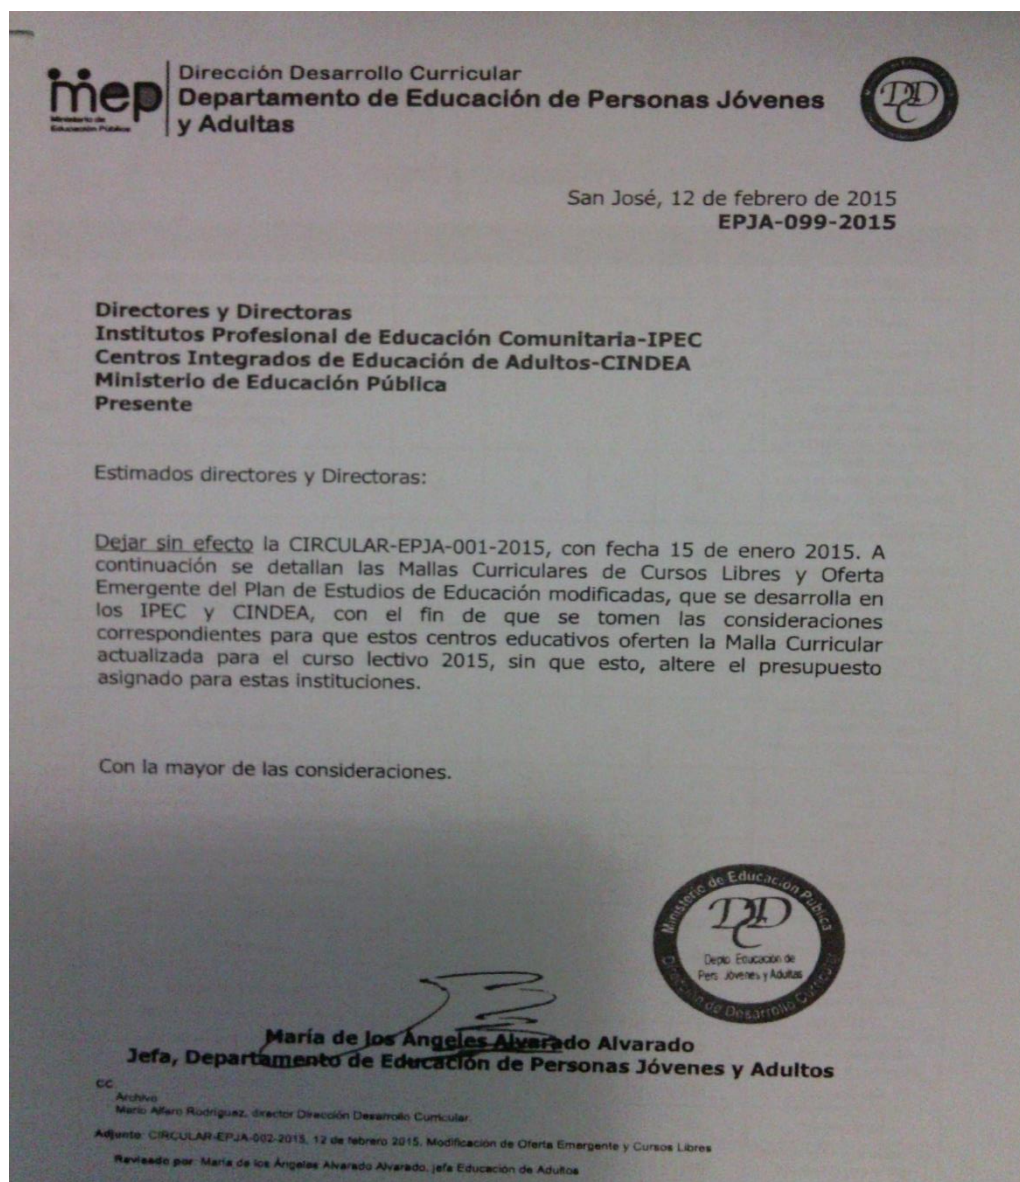 mep
Ministerio de
Educación Pública
Dirección Desarrollo Curricular
Departamento de Educación de Personas Jóvenes
y Adultas
DCD
San José, 12 de febrero de 2015
EPJA-099-2015
Directores y Directoras
Institutos Profesional de Educación Comunitaria-IPEC
Centros Integrados de Educación de Adultos-CINDEA
Ministerio de Educación Pública
Presente
Estimados directores y Directoras:
Dejar sin efecto la CIRCULAR-EPJA-001-2015, con fecha 15 de enero 2015. A
continuación se detallan las Mallas Curriculares de Cursos Libres y Oferta
Emergente del Plan de Estudios de Educación modificadas, que se desarrolla en
los IPEC y CINDEA, con el fin de que se tomen las consideraciones
correspondientes para que estos centros educativos oferten la Malla Curricular
actualizada para el curso lectivo 2015, sin que esto, altere el presupuesto
asignado para estas instituciones.
Con la mayor de las consideraciones.
Ministerio de Educación Pública
DCD
Depto. Educación de
Pers. Jóvenes y Adultas
Dirección de Desarrollo Curricular
María de los Ángeles Alvarado Alvarado
Jefa, Departamento de Educación de Personas Jóvenes y Adultos
CC
Archivo
Mario Alfaro Rodríguez, director Dirección Desarrollo Curricular.
Adjunto: CIRCULAR-EPJA-002-2015, 12 de febrero 2015. Modificación de Oferta Emergente y Cursos Libres
Revisado por: María de los Ángeles Alvarado Alvarado, jefa Educación de Adultos